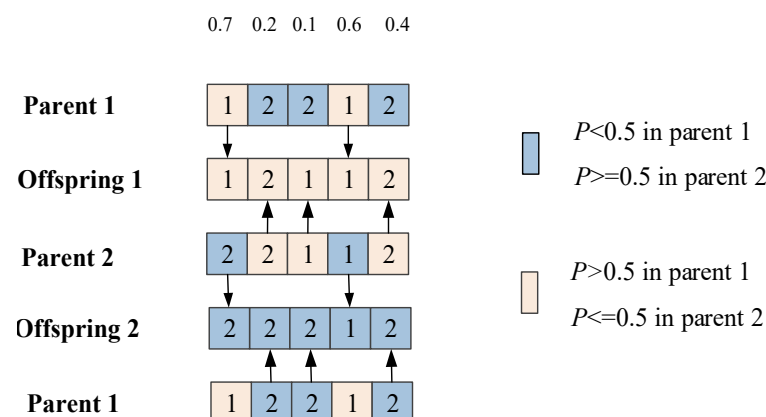 0.7 0.2 0.1 0.6 0.4
Parent 1 1 2 2 1 2
P<0.5 in parent 1
P>=0.5 in parent 2
Offspring 1 1 2 1 1 2
Parent 2 2 2 1 1 2
P>0.5 in parent 1
P<=0.5 in parent 2
Offspring 2 2 2 2 1 2
Parent 1 1 2 2 1 2